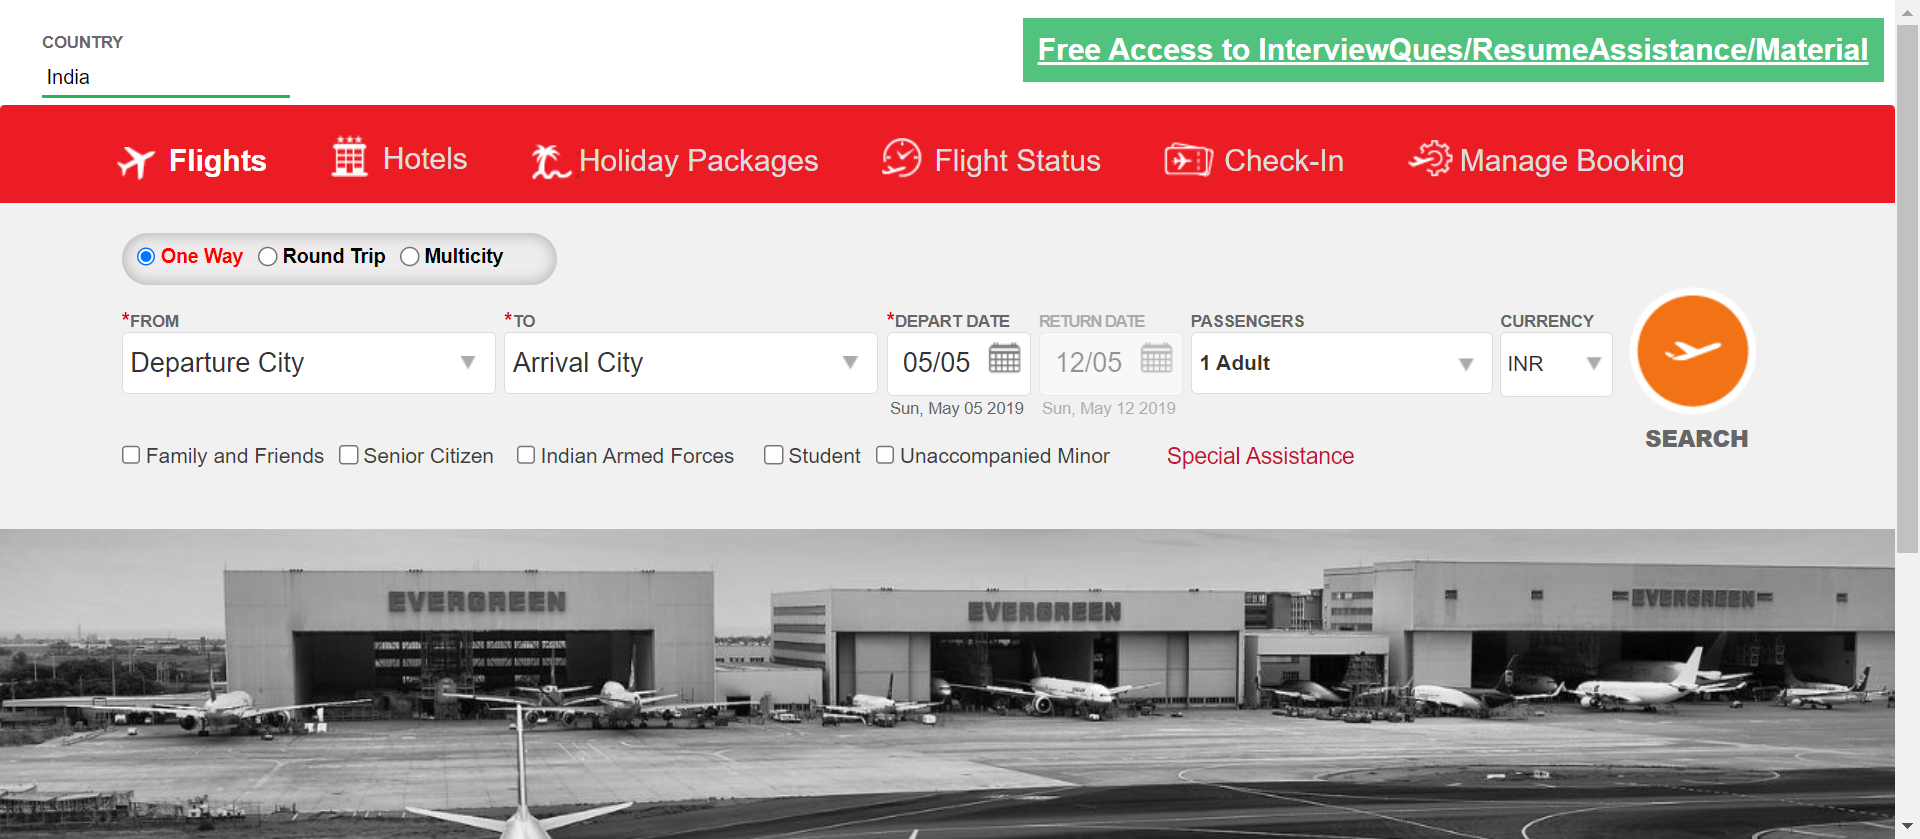 COUNTRY
India
Free Access to InterviewQues/ResumeAssistance/Material
Flights
Hotels
Holiday Packages
Flight Status
Check-In
Manage Booking
One Way
Round Trip
Multicity
*FROM
*TO
*DEPART DATE
RETURN DATE
PASSENGERS
CURRENCY
Departure City
Arrival City
05/05
12/05
1 Adult
INR
Sun, May 05 2019
Sun, May 12 2019
SEARCH
Family and Friends
Senior Citizen
Indian Armed Forces
Student
Unaccompanied Minor
Special Assistance
EVERGREEN
EVERGREEN
EVERGREEN